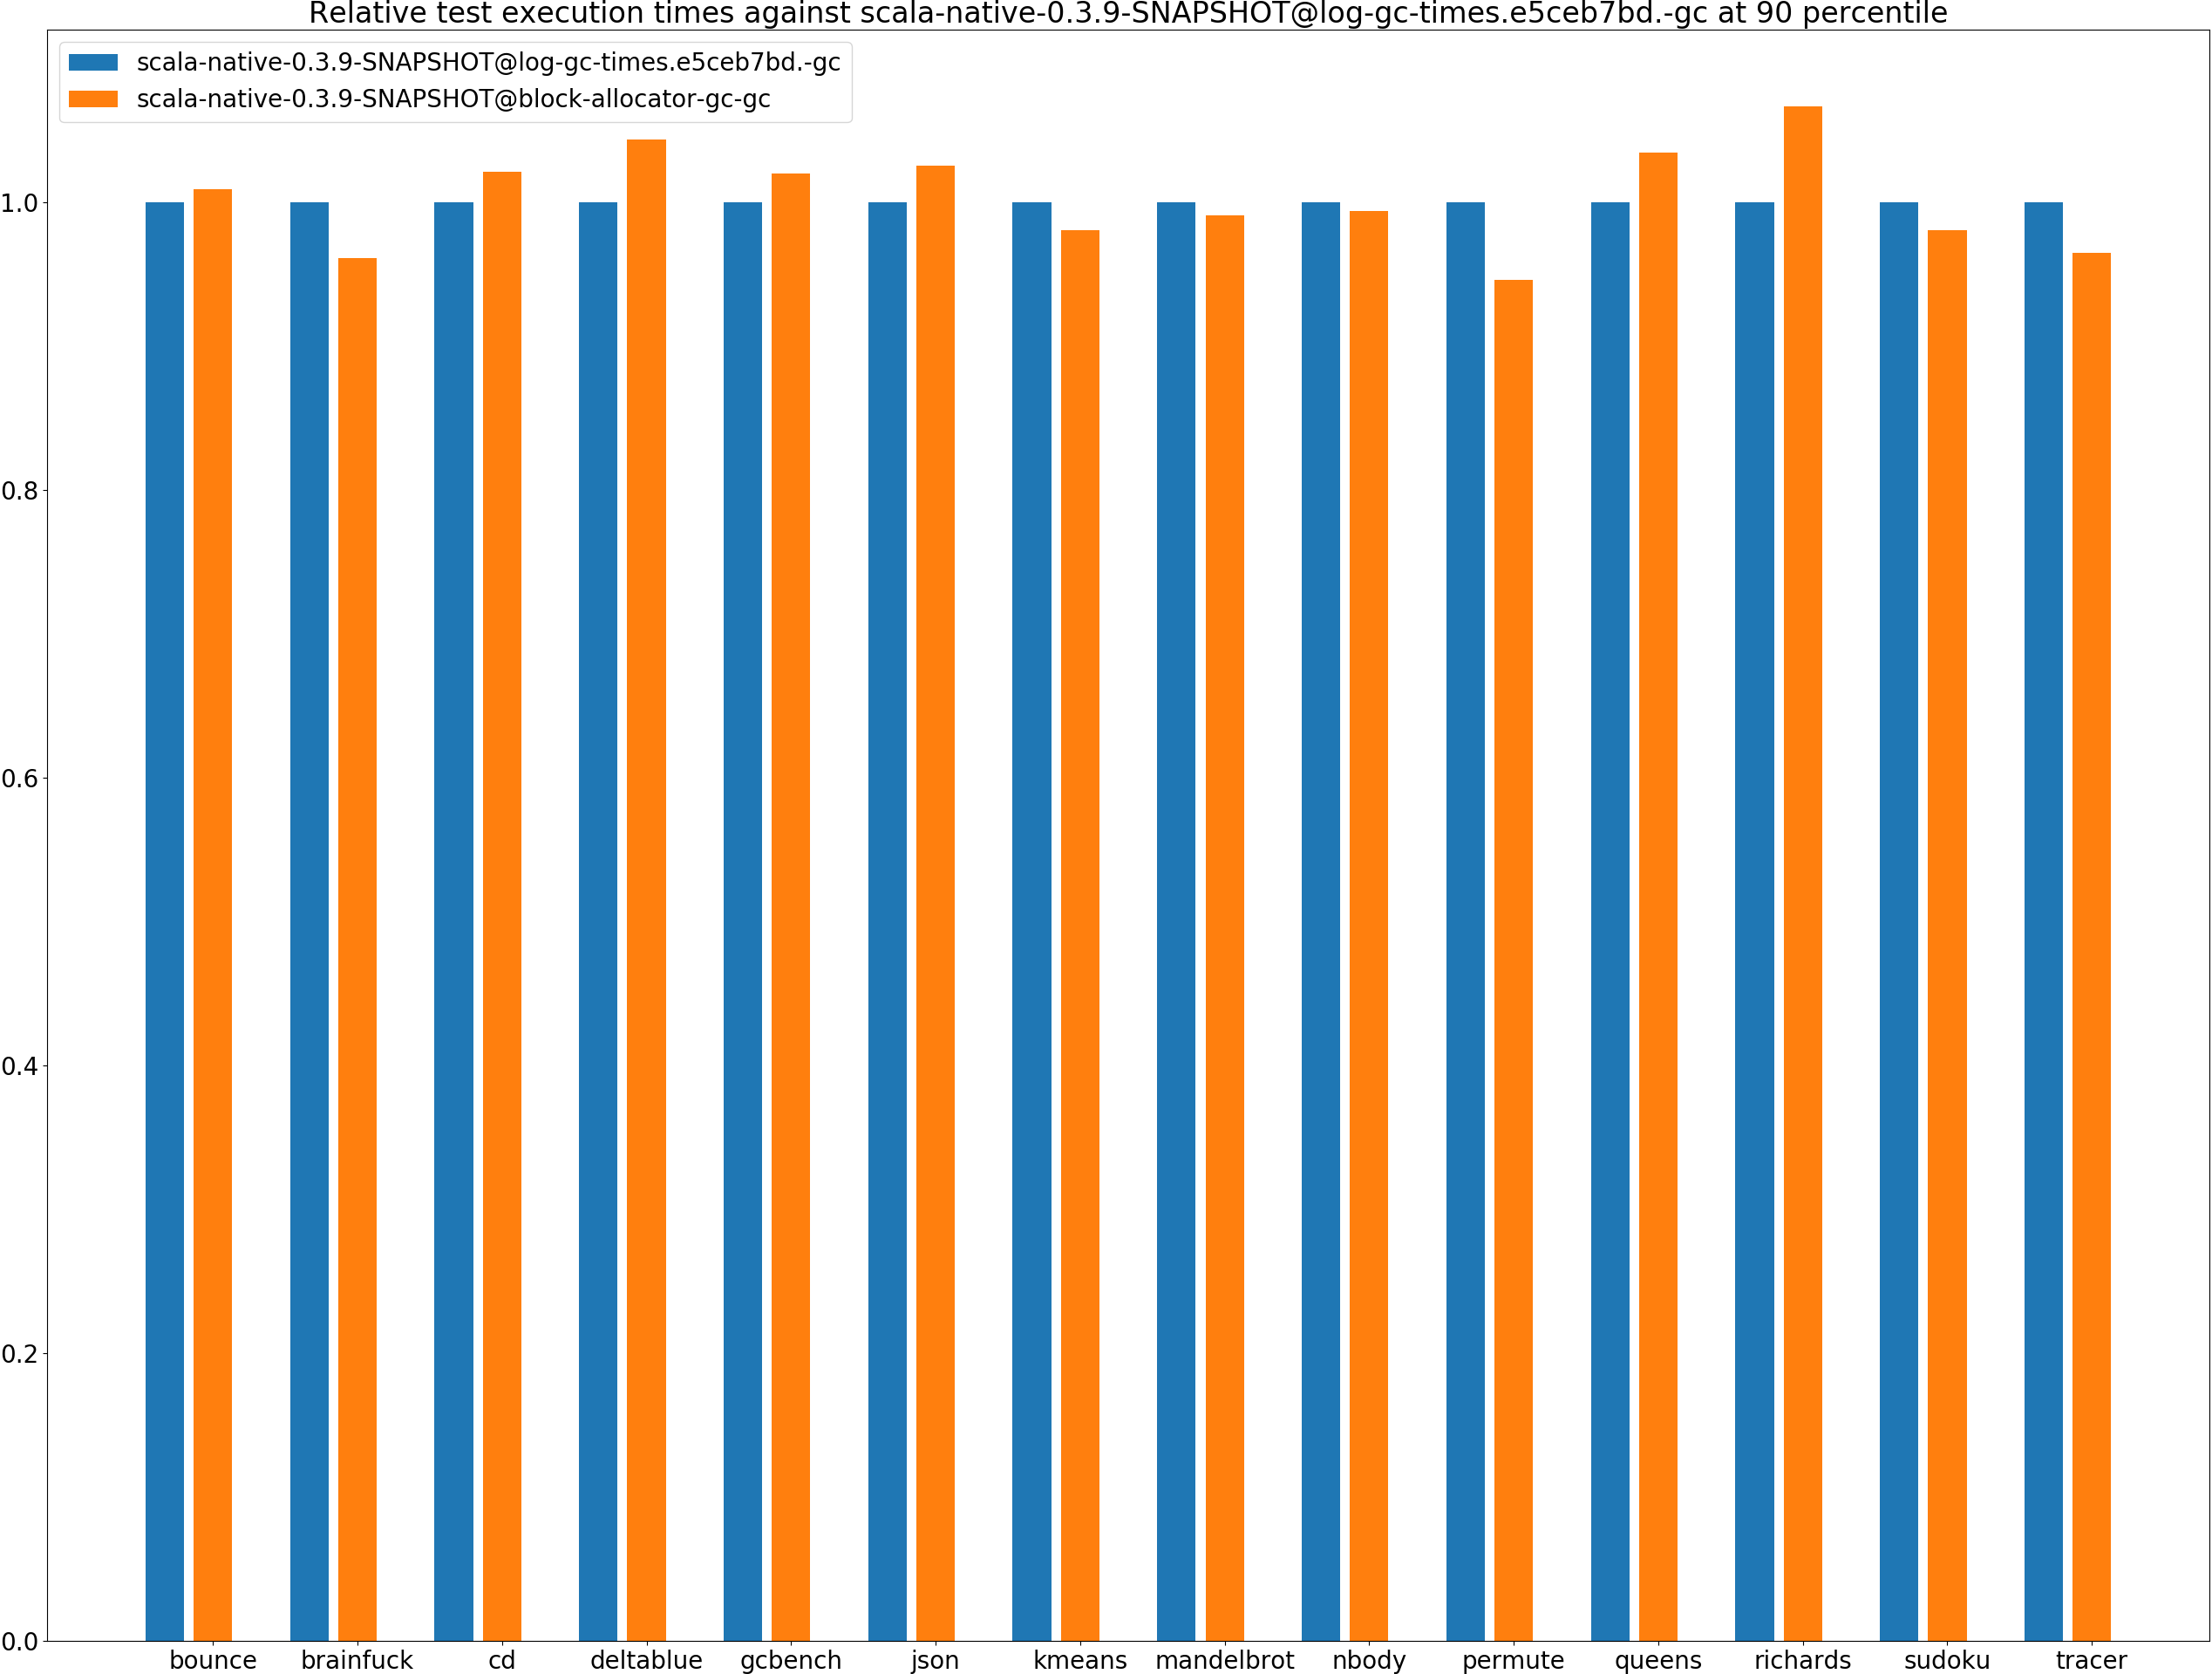 Relative test execution times against scala-native-0.3.9-SNAPSHOT@log-gc-times.e5ceb7bd.-gc at 90 percentile
scala-native-0.3.9-SNAPSHOT@log-gc-times.e5ceb7bd.-gc
scala-native-0.3.9-SNAPSHOT@block-allocator-gc-gc
1.0
0.8
0.6
0.4
0.2
0.0
bounce brainfuck cd deltablue gcbench json kmeans mandelbrot nbody permute queens richards sudoku tracer